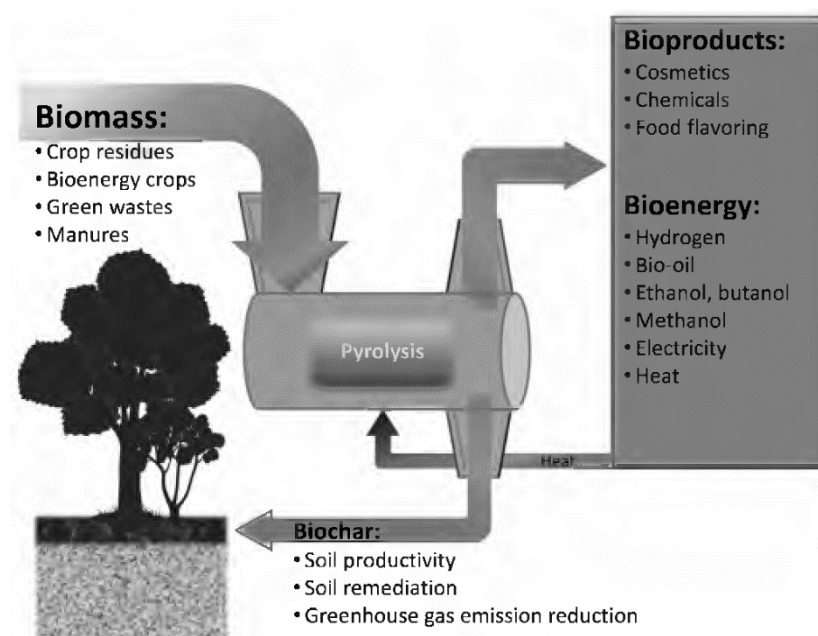 Biomass:
• Crop residues
• Bioenergy crops
• Green wastes
• Manures
Pyrolysis
Bioproducts:
• Cosmetics
• Chemicals
• Food flavoring
Bioenergy:
• Hydrogen
• Bio-oil
• Ethanol, butanol
• Methanol
• Electricity
• Heat
Heat
Biochar:
• Soil productivity
• Soil remediation
• Greenhouse gas emission reduction